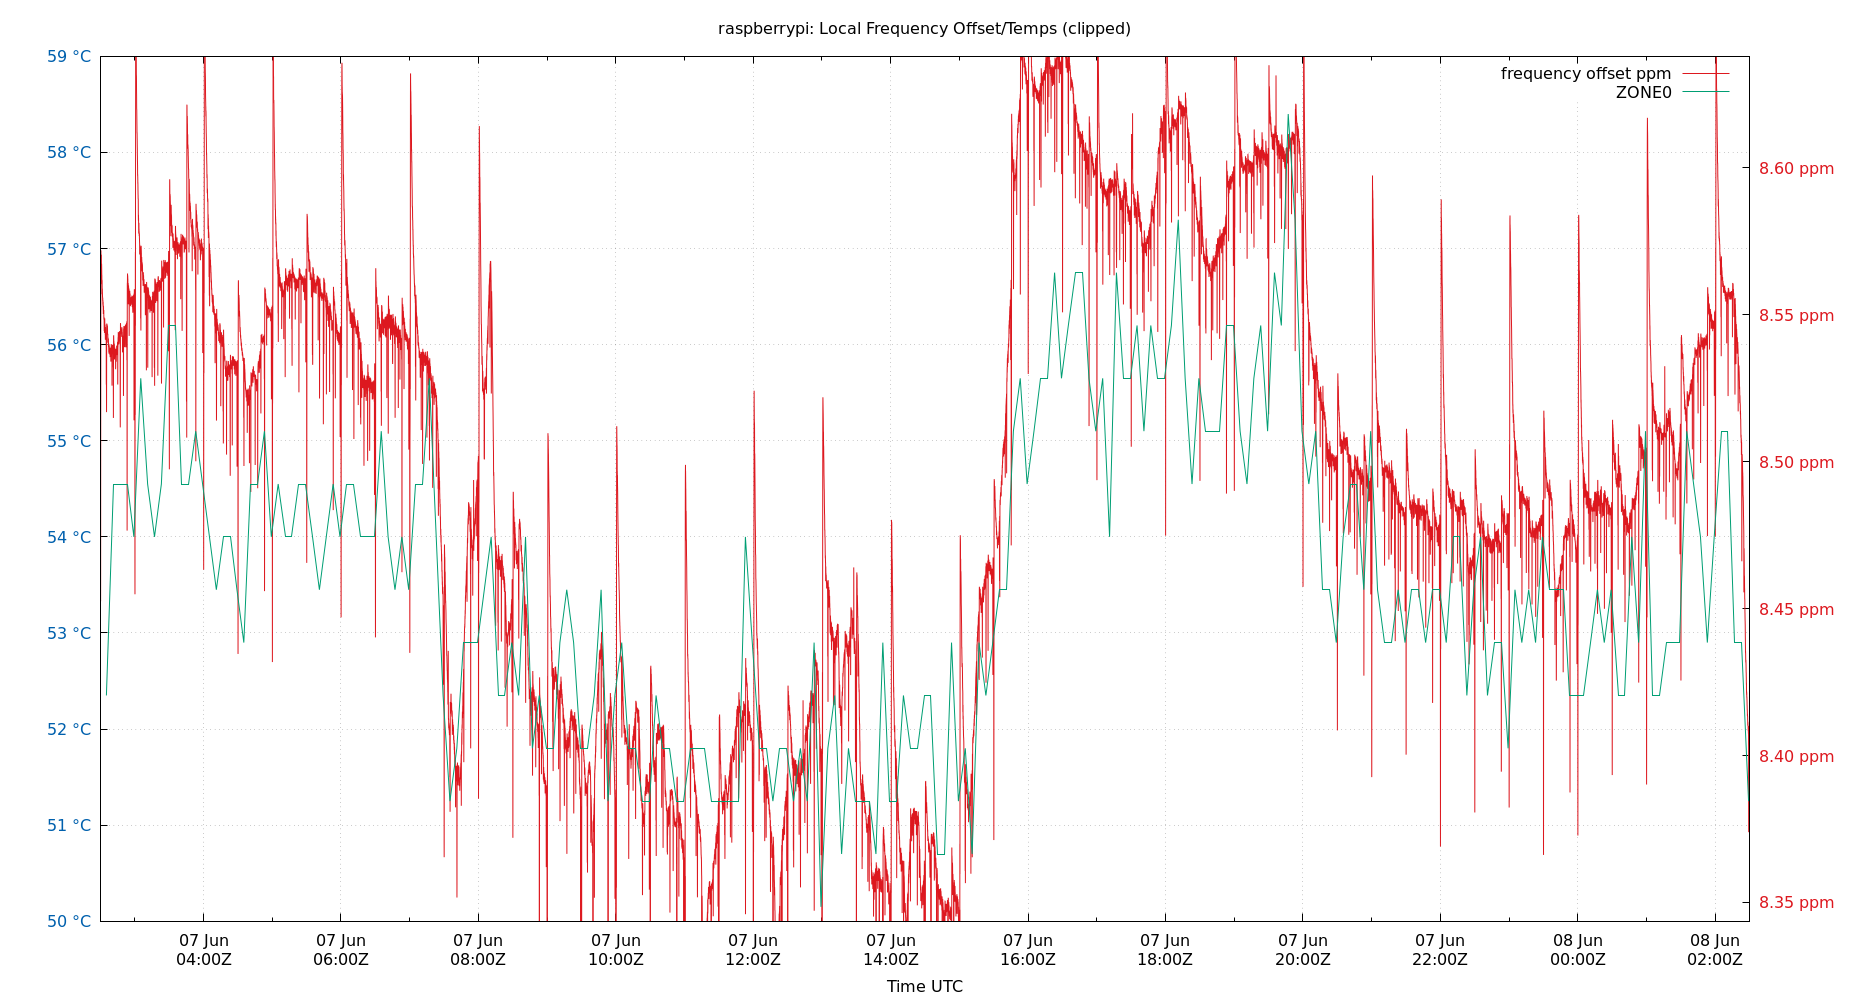 raspberrypi: Local Frequency Offset/Temps (clipped)
frequency offset ppm
ZONE0
59 °C
58 °C
57 °C
56 °C
55 °C
54 °C
53 °C
52 °C
51 °C
50 °C
8.60 ppm
8.55 ppm
8.50 ppm
8.45 ppm
8.40 ppm
8.35 ppm
07 Jun 07 Jun 07 Jun 07 Jun 07 Jun 07 Jun 07 Jun 07 Jun 07 Jun 07 Jun 08 Jun 08 Jun
04:00Z 06:00Z 08:00Z 10:00Z 12:00Z 14:00Z 16:00Z 18:00Z 20:00Z 22:00Z 00:00Z 02:00Z
Time UTC